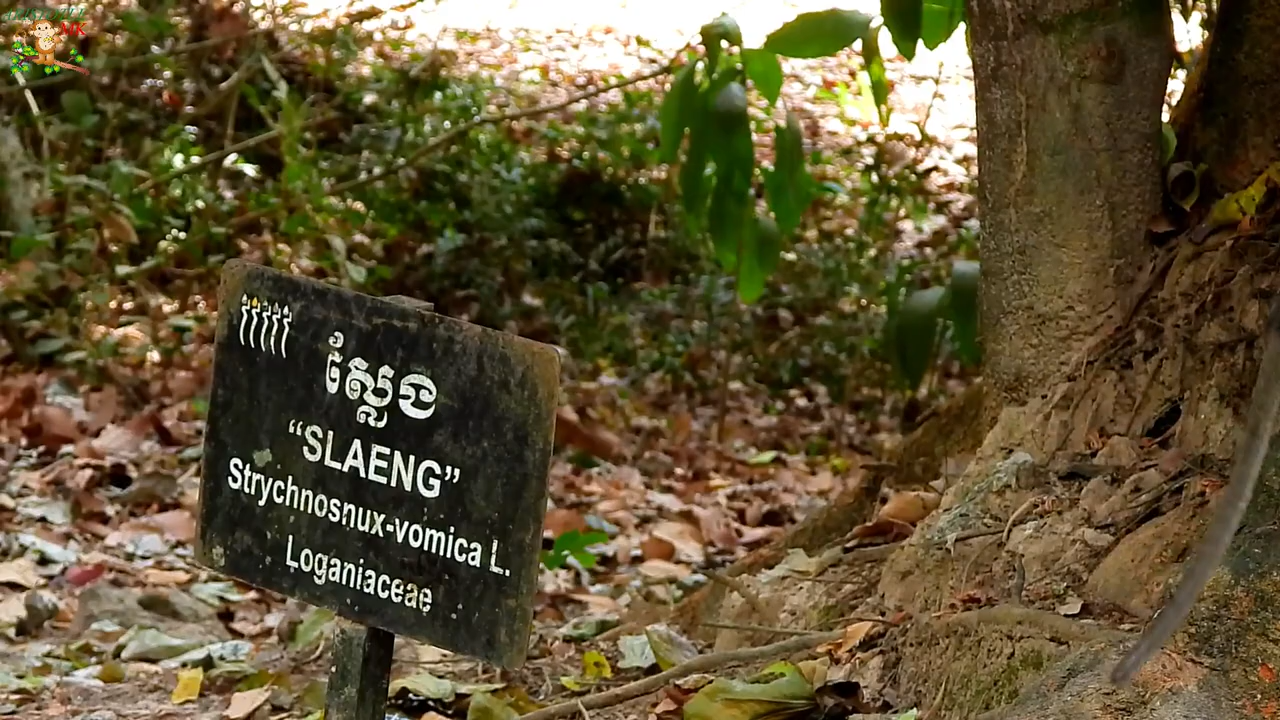 ស្លែង
“SLAENG”
Strychnosnux-vomica L.
Loganiaceae